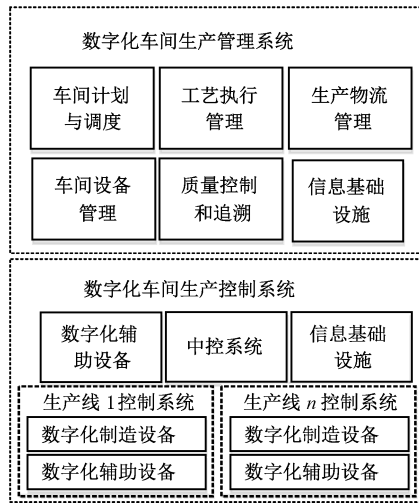 数字化车间生产管理系统
车间计划
与调度
工艺执行
管理
生产物流
管理
车间设备
管理
质量控制
和追溯
信息基础
设施
数字化车间生产控制系统
数字化辅
助设备
中控系统
信息基础
设施
生产线 1控制系统
数字化制造设备
数字化辅助设备
生产线 n 控制系统
数字化制造设备
数字化辅助设备